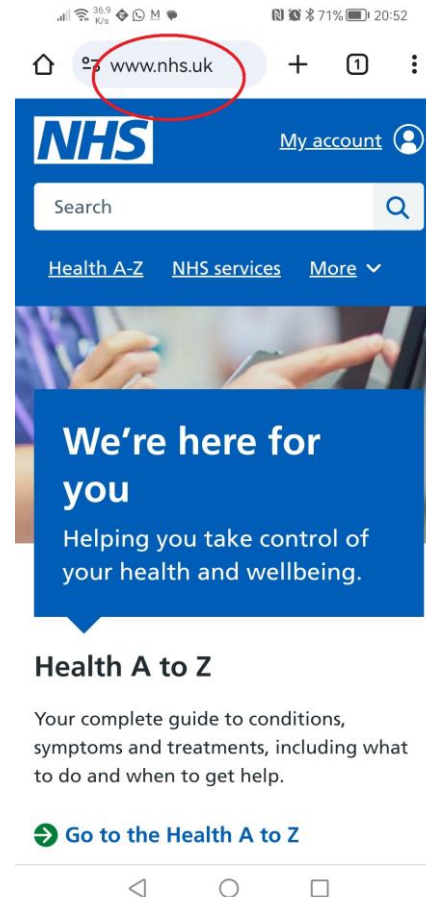 36.9 K/s M 71% 20:52
www.nhs.uk 1
NHS My account
Search
Health A-Z NHS services More
We're here for
you
Helping you take control of
your health and wellbeing.
Health A to Z
Your complete guide to conditions,
symptoms and treatments, including what
to do and when to get help.
Go to the Health A to Z